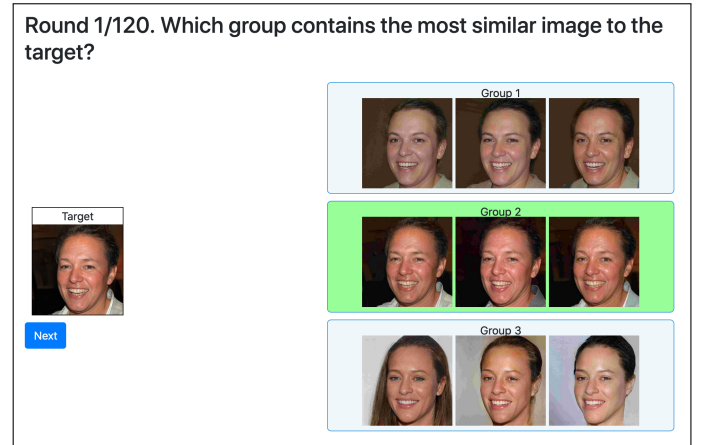 Round 1/120. Which group contains the most similar image to the
target?
Group 1
Target
Group 2
Next
Group 3